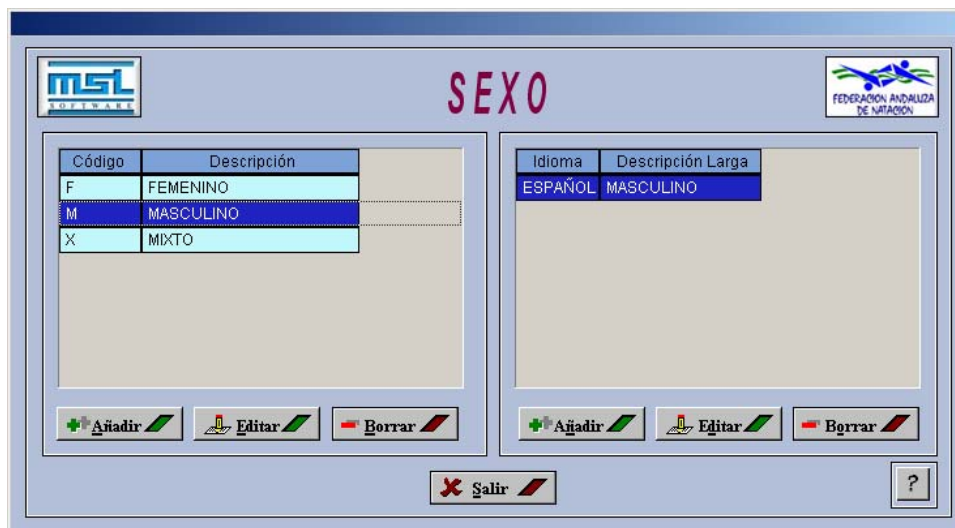 msl
SOFTWARE
SEXO
FEDERACION ANDALUZA
DE NATACION
Código Descripción
F FEMENINO
M MASCULINO
X MIXTO
Idioma Descripción Larga
ESPAÑOL MASCULINO
Añadir Editar Borrar
Añadir Editar Borrar
Salir
?